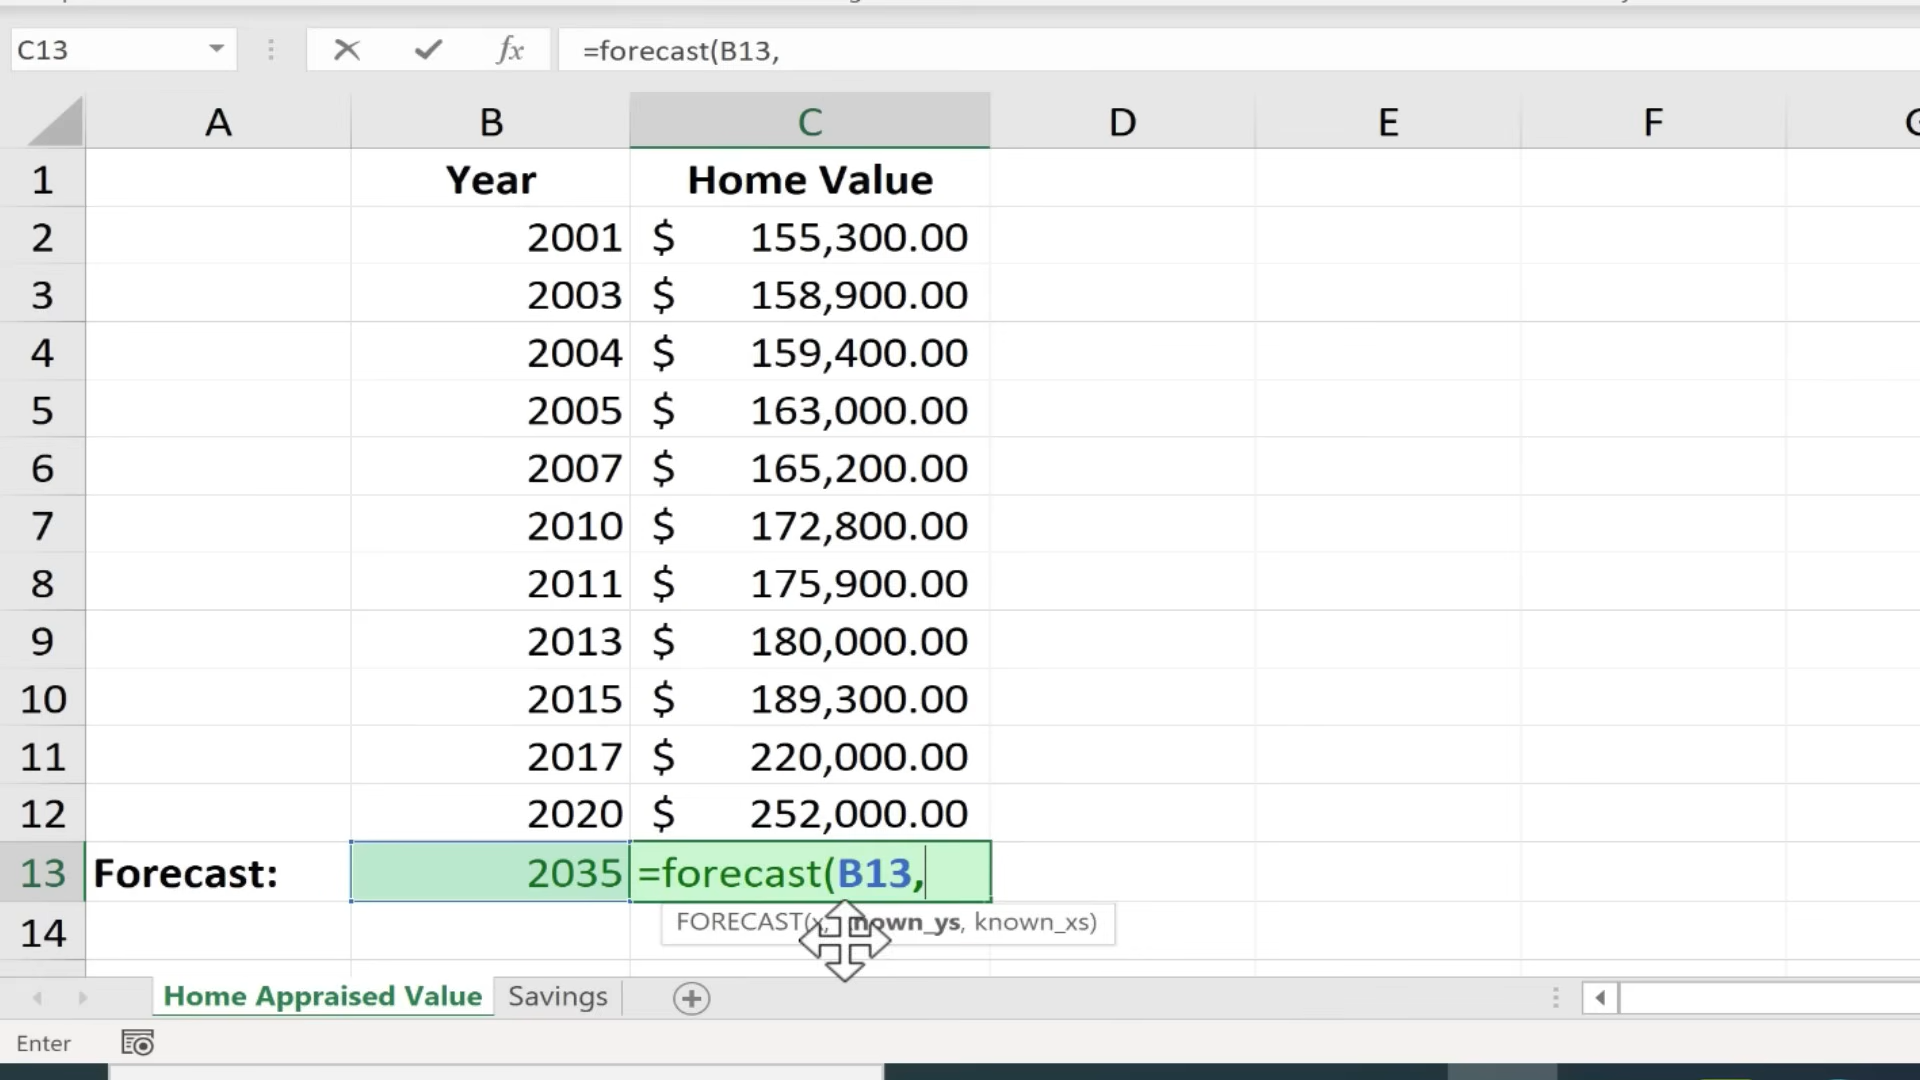 C13 fx =forecast(B13,
A B C D E F
1 Year Home Value
2 2001 $ 155,300.00
3 2003 $ 158,900.00
4 2004 $ 159,400.00
5 2005 $ 163,000.00
6 2007 $ 165,200.00
7 2010 $ 172,800.00
8 2011 $ 175,900.00
9 2013 $ 180,000.00
10 2015 $ 189,300.00
11 2017 $ 220,000.00
12 2020 $ 252,000.00
13 Forecast: 2035 =forecast(B13,
FORECAST(x, known_ys, known_xs)
14
Home Appraised Value Savings
Enter